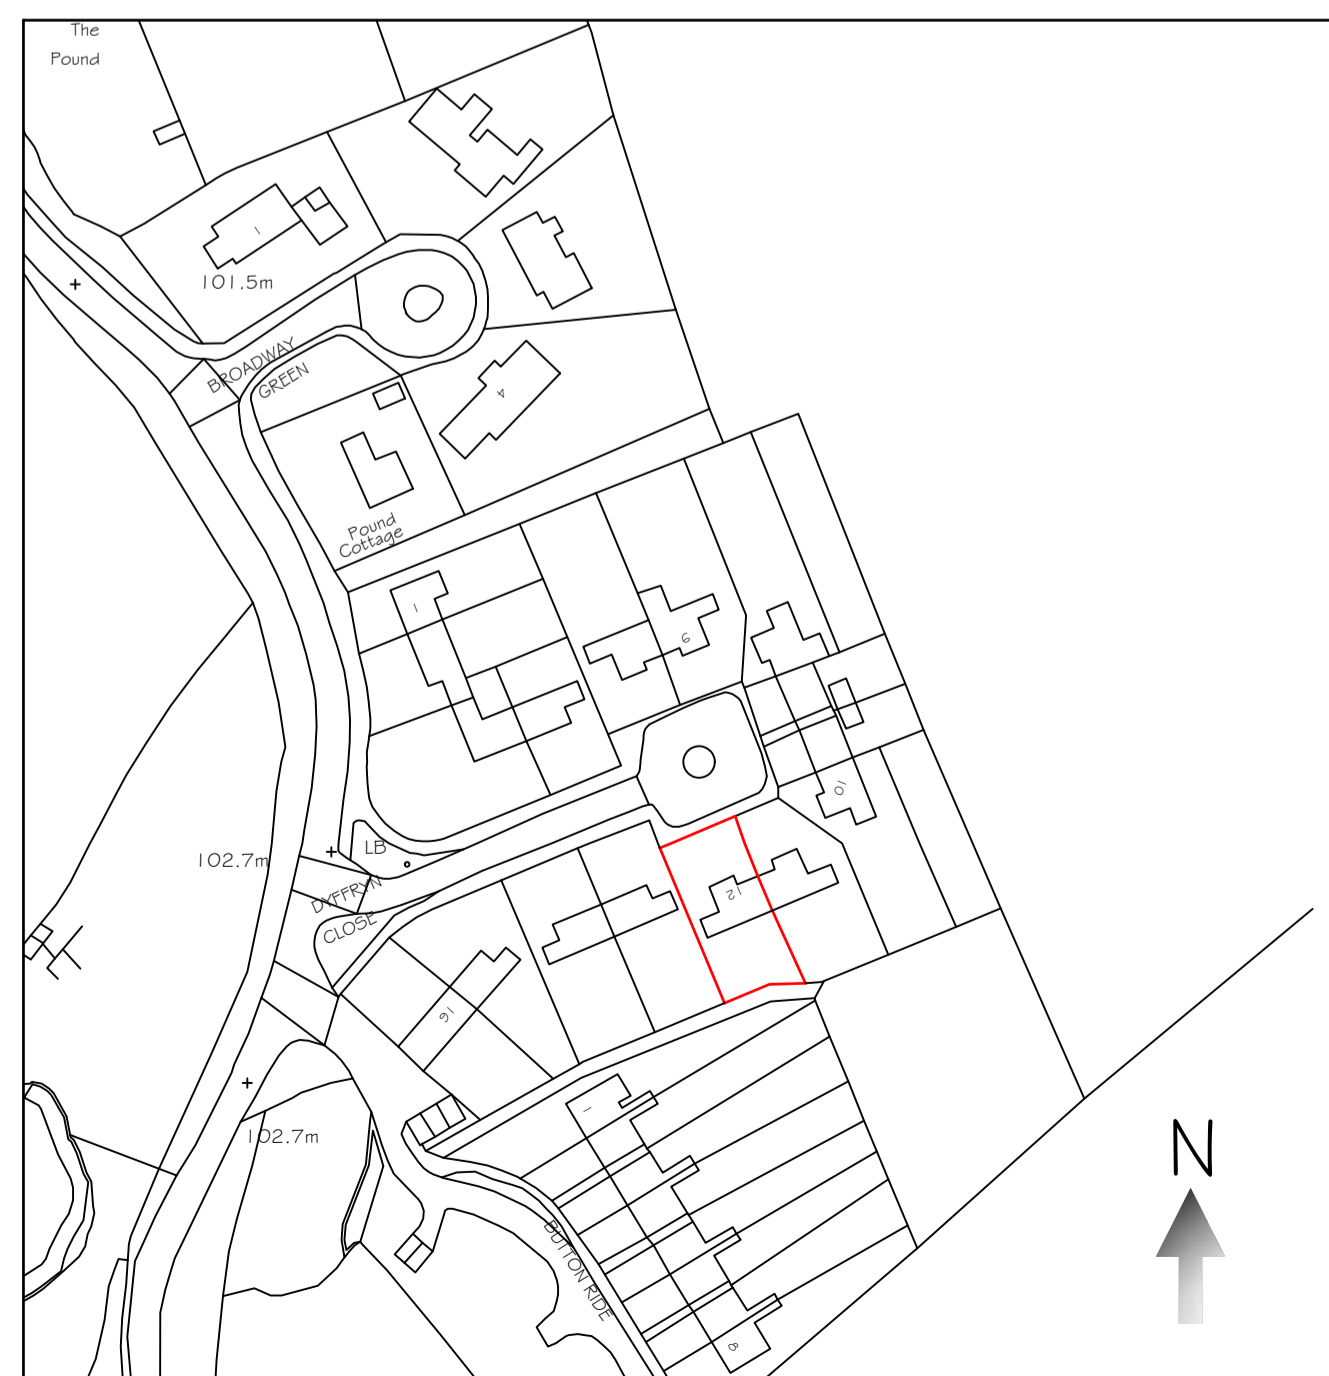 The
Pound
1
101.5m
BROADWAY
GREEN
4
Pound
Cottage
1
6
10
LB
102.7m
DYFFRYN
CLOSE
12
16
102.7m
1
N
BUTTON RIDE
8